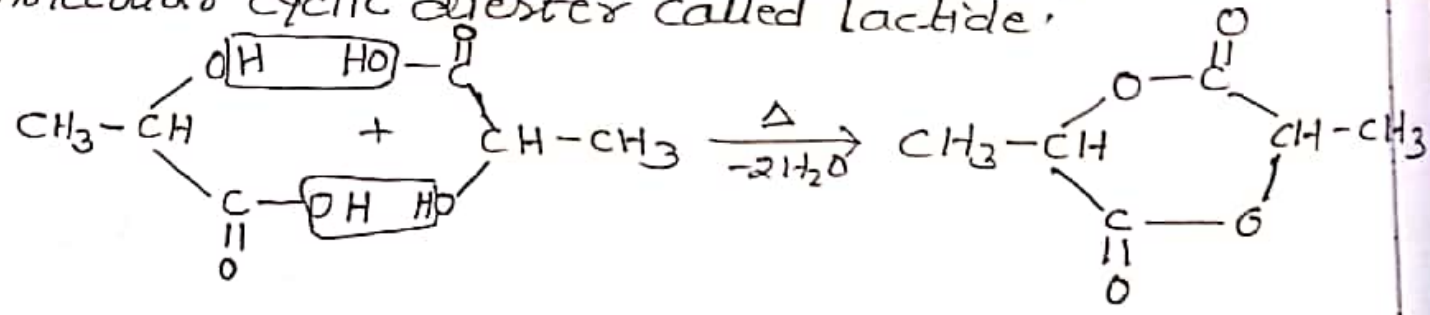 cyclic diester called lactide.
OH HO-C=O
CH3-CH + CH-CH3 Δ -2H2O CH3-CH O-C=O CH-CH3
C-OH HO C-O
O O